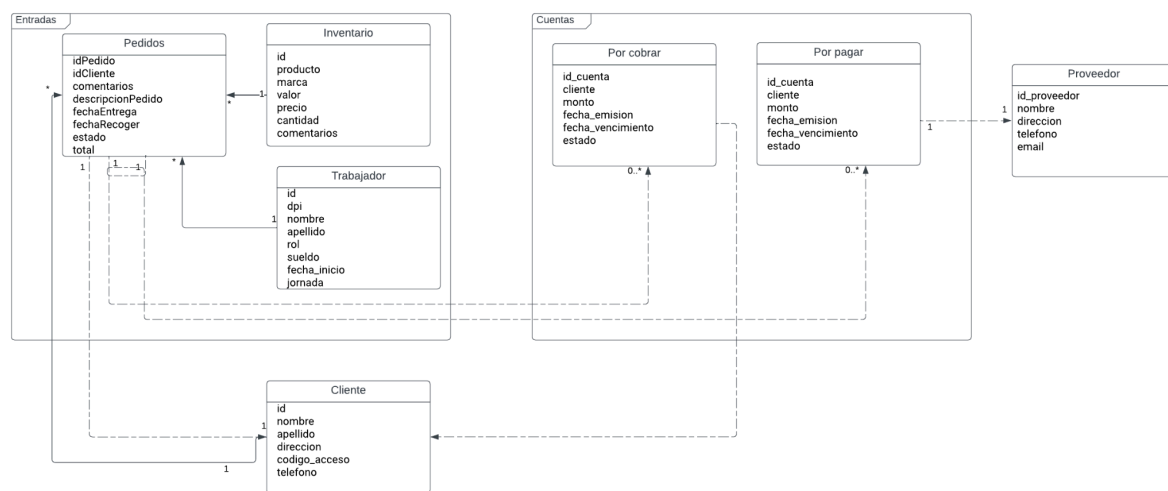 Entradas
Pedidos
idPedido
idCliente
comentarios
descripcionPedido
fechaEntrega
fechaRecoger
estado
total
Inventario
id
producto
marca
valor
precio
cantidad
comentarios
*
1
*
*
1
1
1
Trabajador
id
dpi
nombre
apellido
rol
sueldo
fecha_inicio
jornada
1
Cuentas
Por cobrar
id_cuenta
cliente
monto
fecha_emision
fecha_vencimiento
estado
0..*
Por pagar
id_cuenta
cliente
monto
fecha_emision
fecha_vencimiento
estado
0..*
1
1
Proveedor
id_proveedor
nombre
direccion
telefono
email
Cliente
id
nombre
apellido
direccion
codigo_acceso
telefono
1
1